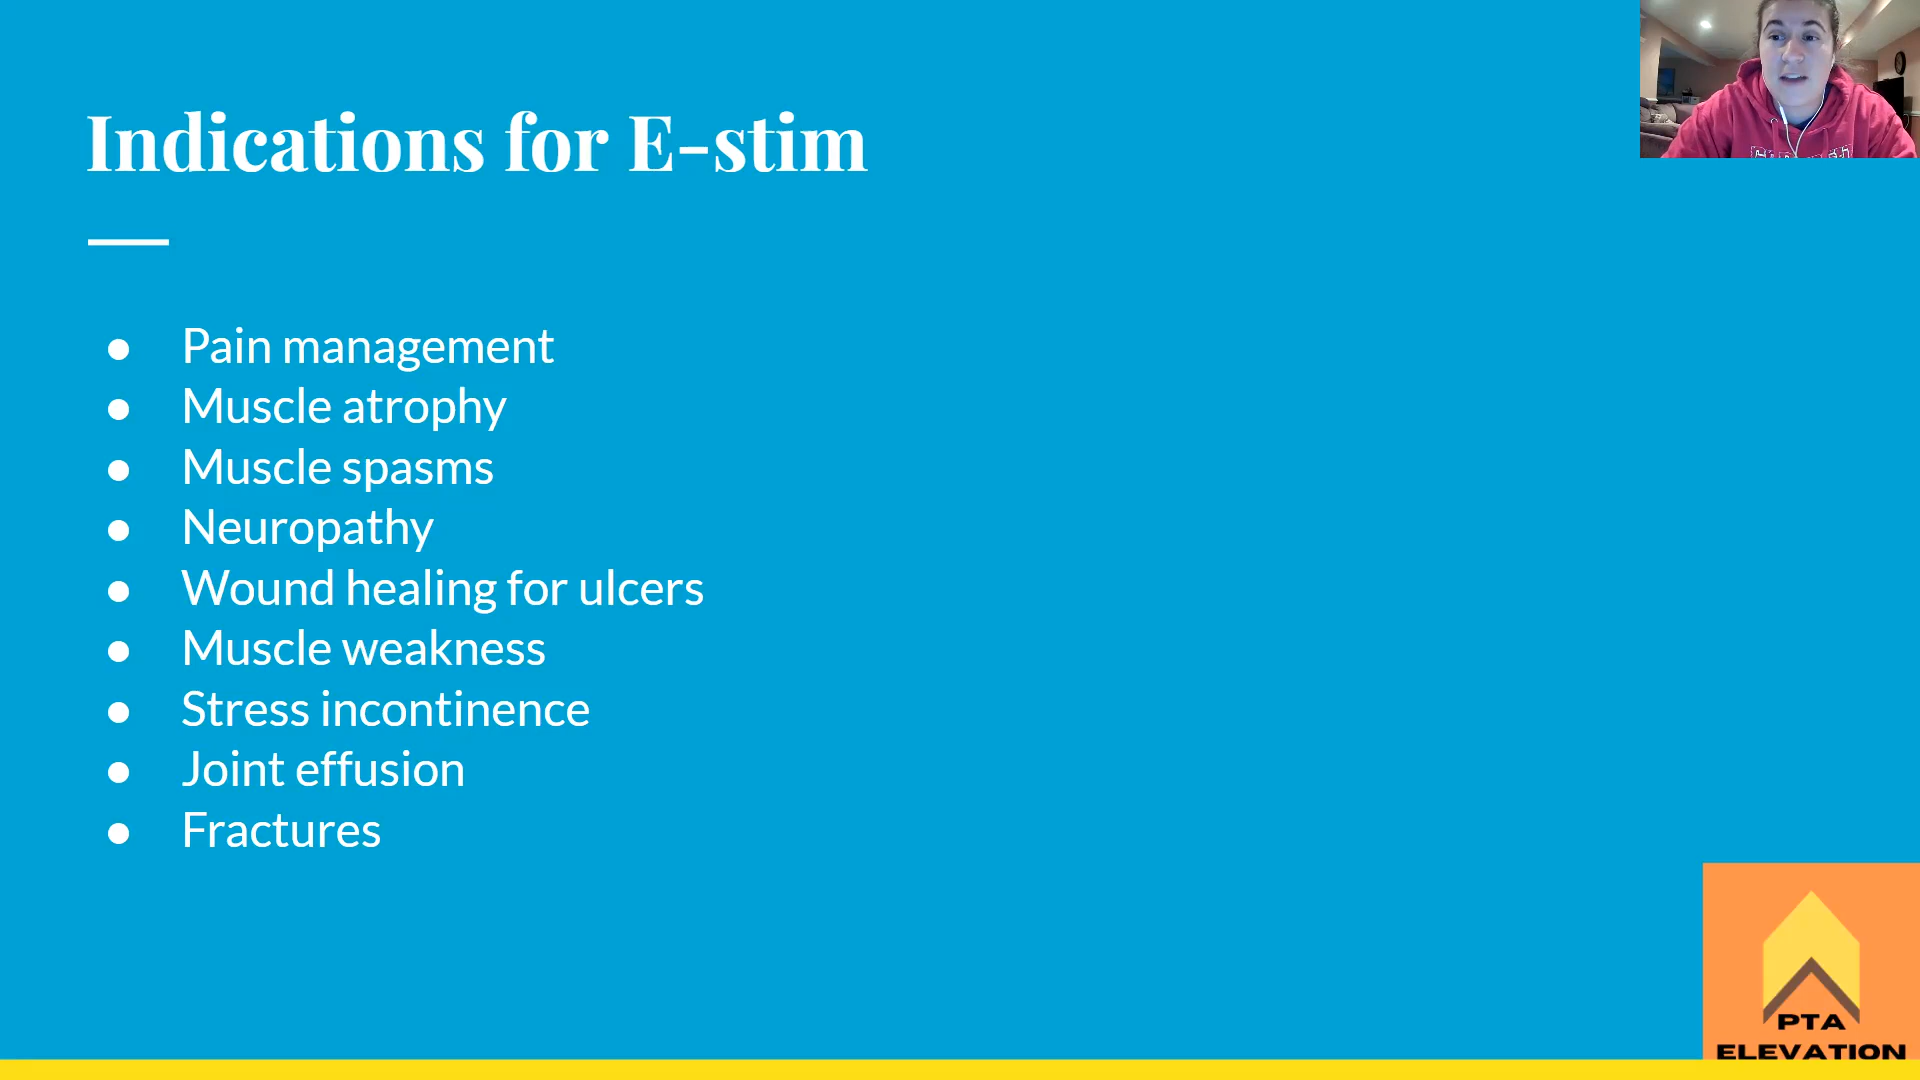 Indications for E-stim
● Pain management
● Muscle atrophy
● Muscle spasms
● Neuropathy
● Wound healing for ulcers
● Muscle weakness
● Stress incontinence
● Joint effusion
● Fractures
PTA
ELEVATION